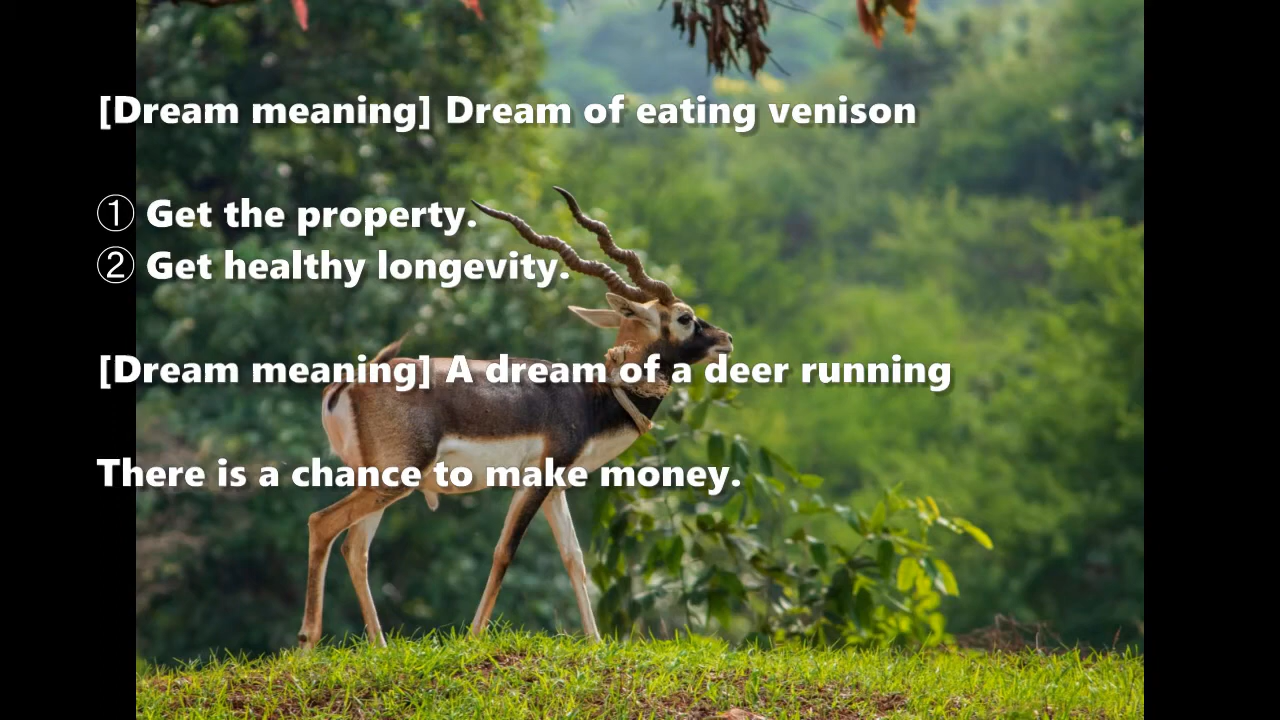 [Dream meaning] Dream of eating venison
① Get the property.
② Get healthy longevity.
[Dream meaning] A dream of a deer running
There is a chance to make money.